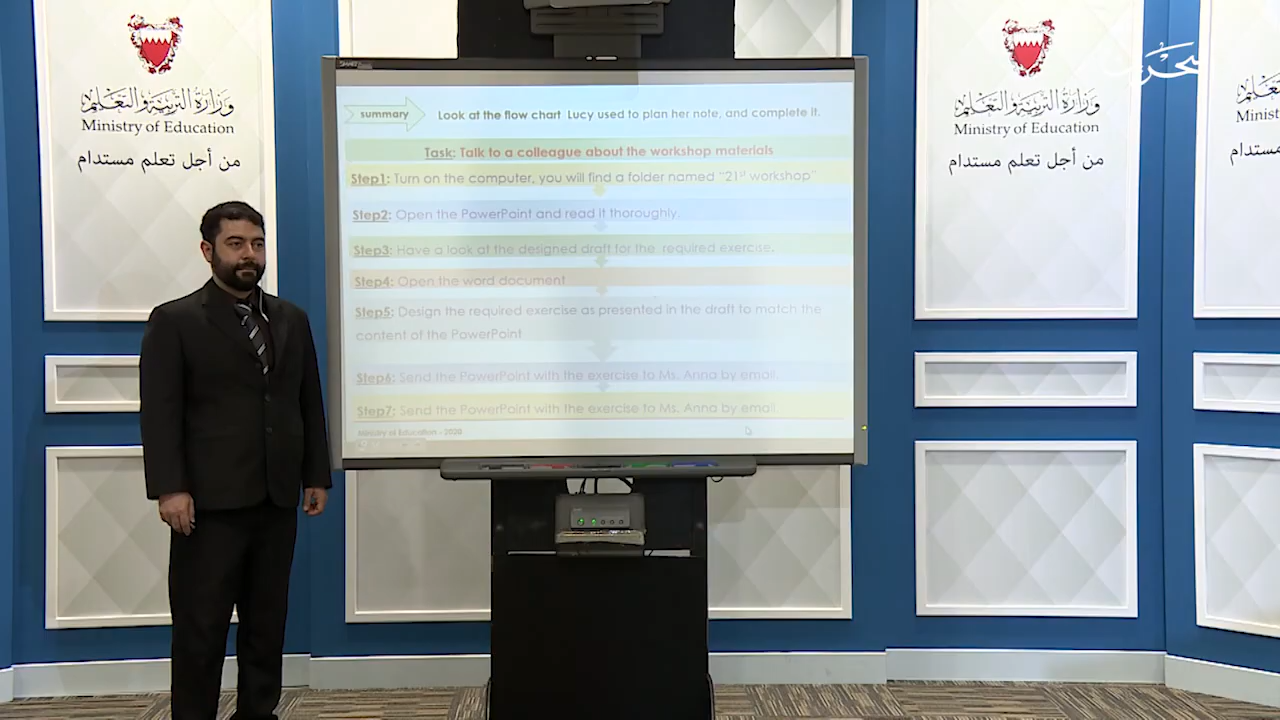 وزارة التربية والتعليم
Ministry of Education
من أجل تعلم مستدام
SMART
summary
Look at the flow chart Lucy used to plan her note, and complete it.
Task: Talk to a colleague about the workshop materials
Step1: Turn on the computer, you will find a folder named “21st workshop”
Step2: Open the PowerPoint and read it thoroughly.
Step3: Have a look at the designed draft for the required exercise.
Step4: Open the word document
Step5: Design the required exercise as presented in the draft to match the
content of the PowerPoint
Step6: Send the PowerPoint with the exercise to Ms. Anna by email.
Step7: Send the PowerPoint with the exercise to Ms. Anna by email.
Ministry of Education - 2020
وزارة التربية والتعليم
Ministry of Education
من أجل تعلم مستدام
Minist
من أجل